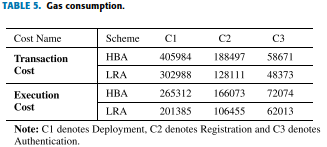 TABLE 5. Gas consumption.
Cost Name Scheme C1 C2 C3
Transaction Cost HBA 405984 188497 58671
LRA 302988 128111 48373
Execution Cost HBA 265312 166073 72074
LRA 201385 106455 62013
Note: C1 denotes Deployment, C2 denotes Registration and C3 denotes
Authentication.